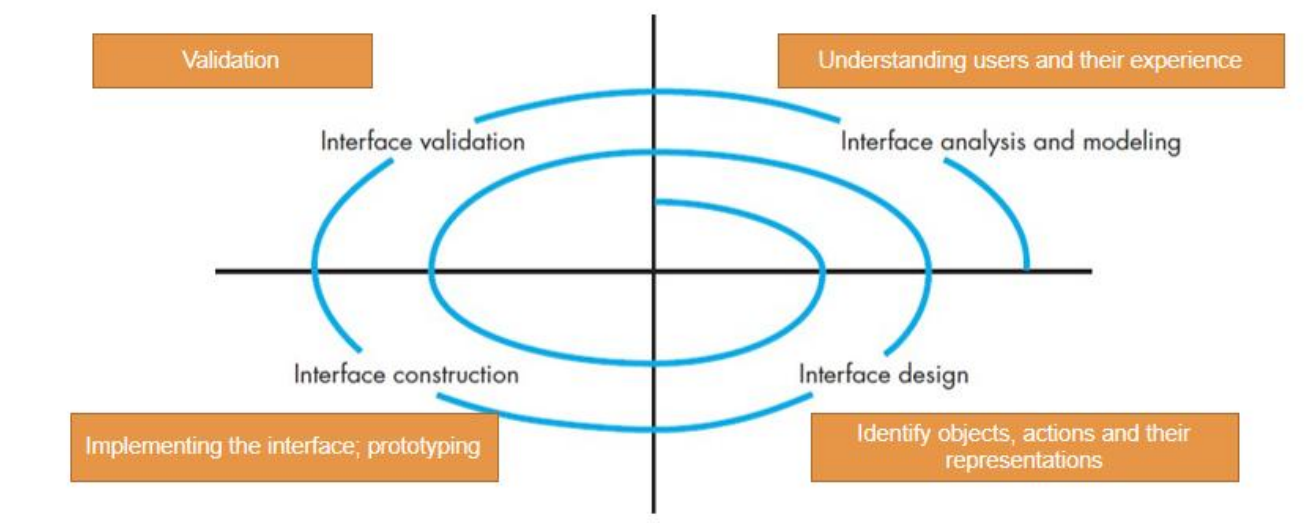 Validation
Understanding users and their experience
Interface validation
Interface analysis and modeling
Interface construction
Interface design
Implementing the interface; prototyping
Identify objects, actions and their
representations